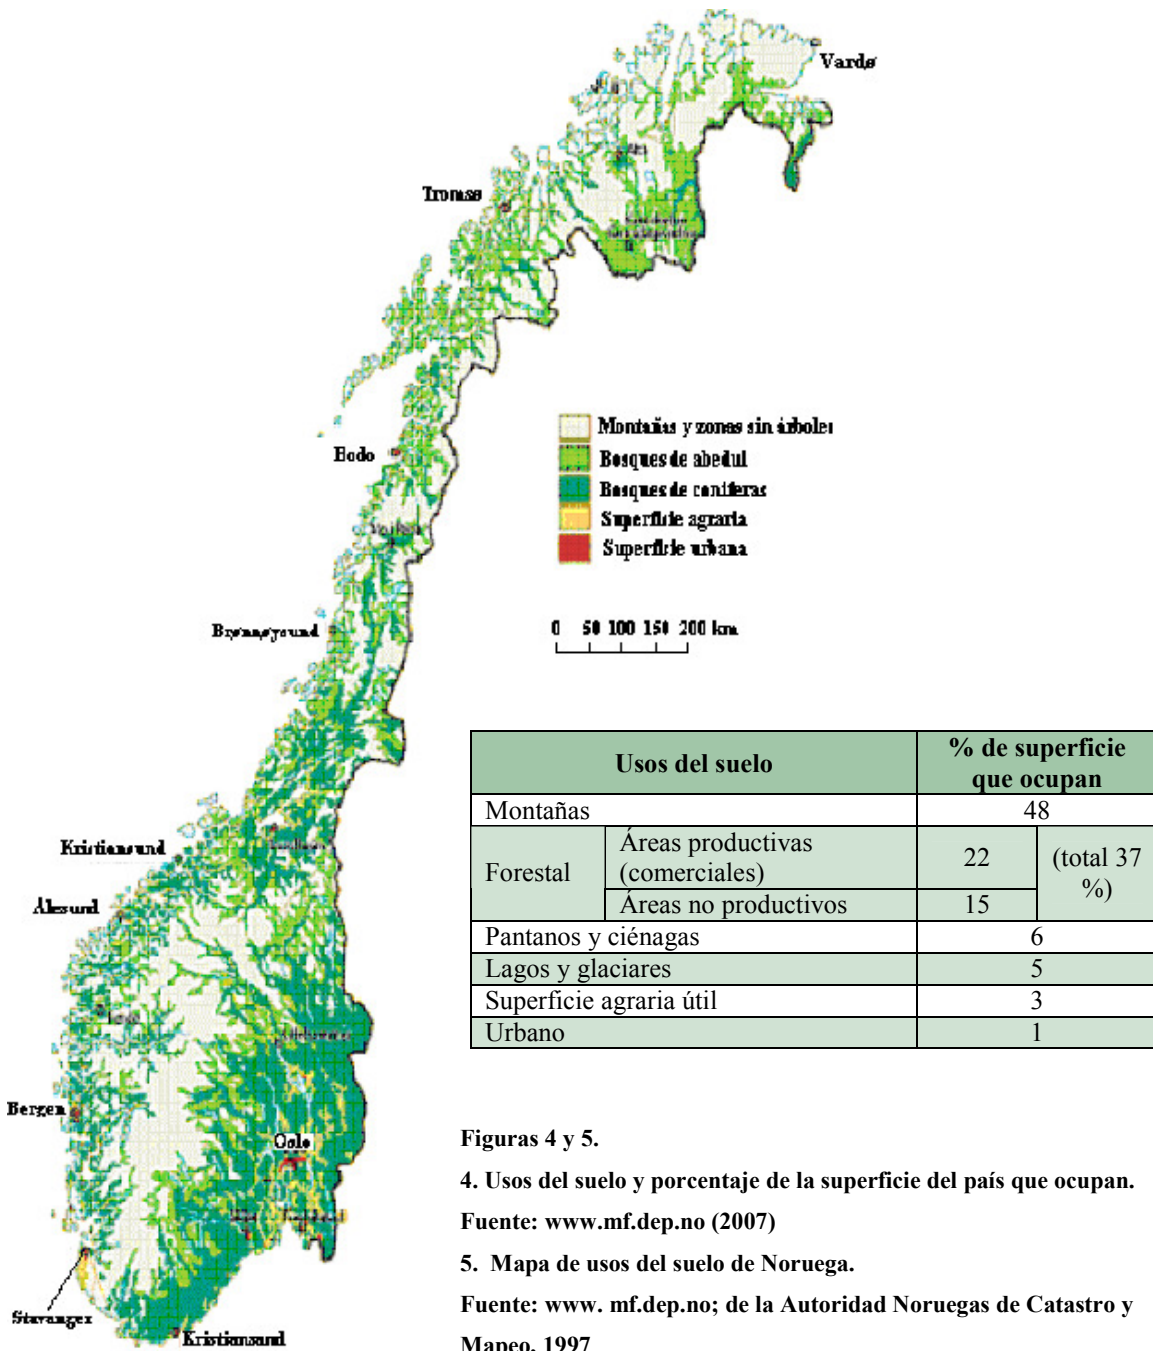 Vardø
Tromsø
Bodo
Montañas y zonas sin árboles
Bosques de abedul
Bosques de coníferas
Superficie agraria
Superficie urbana
Brønnøysund
0 50 100 150 200 km
Usos del suelo
% de superficie
que ocupan
Montañas
48
Forestal
Áreas productivas
(comerciales)
22
(total 37
%)
Áreas no productivos
15
Pantanos y ciénagas
6
Lagos y glaciares
5
Superficie agraria útil
3
Urbano
1
Kristiansund
Ålesund
Bergen
Oslo
Stavanger
Kristiansund
Figuras 4 y 5.
4. Usos del suelo y porcentaje de la superficie del país que ocupan.
Fuente: www.mf.dep.no (2007)
5. Mapa de usos del suelo de Noruega.
Fuente: www. mf.dep.no; de la Autoridad Noruegas de Catastro y
Mapeo. 1997